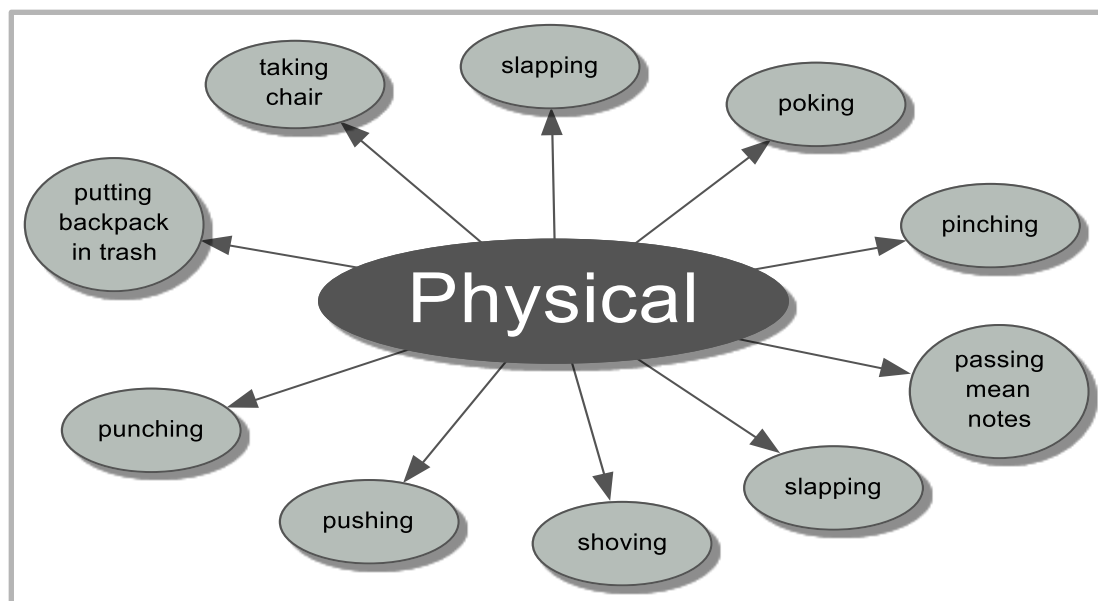 slapping
taking
chair
poking
putting
backpack
in trash
pinching
Physical
passing
mean
notes
punching
slapping
pushing
shoving